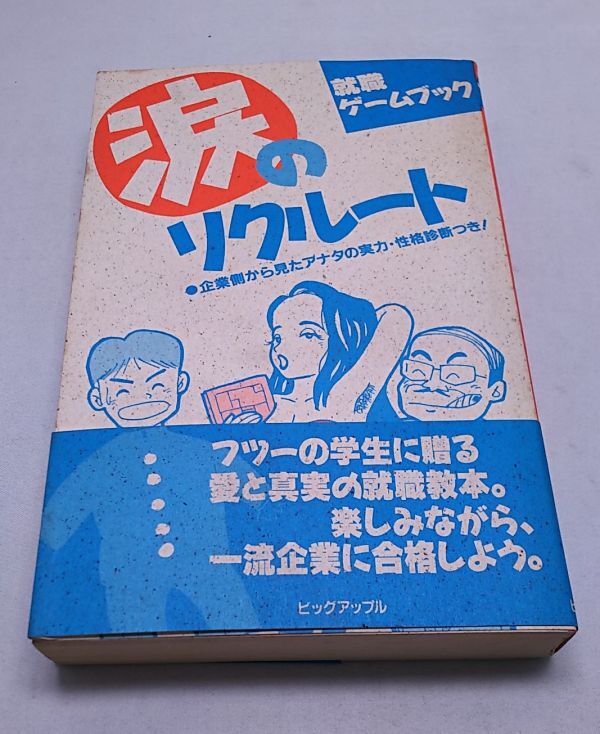 就職
ゲームブック
涙の
リクルート
●企業側から見たアナタの実力・性格診断つき!
フツーの学生に贈る
愛と真実の就職教本。
楽しみながら、
一流企業に合格しよう。
ビッグアップル